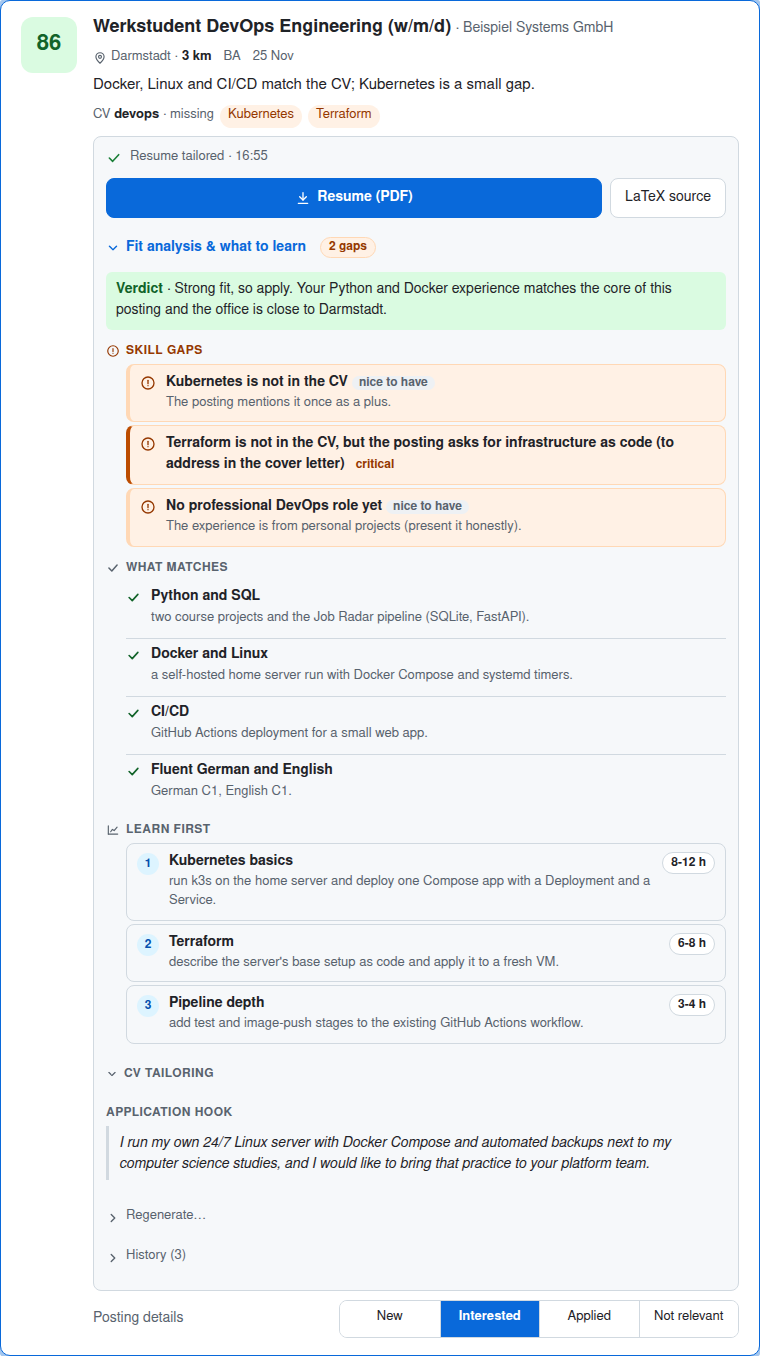 86
Werkstudent DevOps Engineering (w/m/d) · Beispiel Systems GmbH
Darmstadt · 3 km BA 25 Nov
Docker, Linux and CI/CD match the CV; Kubernetes is a small gap.
CV devops · missing Kubernetes Terraform
Resume tailored · 16:55
Resume (PDF)
LaTeX source
Fit analysis & what to learn 2 gaps
Verdict · Strong fit, so apply. Your Python and Docker experience matches the core of this
posting and the office is close to Darmstadt.
SKILL GAPS
Kubernetes is not in the CV nice to have
The posting mentions it once as a plus.
Terraform is not in the CV, but the posting asks for infrastructure as code (to
address in the cover letter) critical
No professional DevOps role yet nice to have
The experience is from personal projects (present it honestly).
WHAT MATCHES
Python and SQL
two course projects and the Job Radar pipeline (SQLite, FastAPI).
Docker and Linux
a self-hosted home server run with Docker Compose and systemd timers.
CI/CD
GitHub Actions deployment for a small web app.
Fluent German and English
German C1, English C1.
LEARN FIRST
1 Kubernetes basics 8-12 h
run k3s on the home server and deploy one Compose app with a Deployment and a
Service.
2 Terraform 6-8 h
describe the server's base setup as code and apply it to a fresh VM.
3 Pipeline depth 3-4 h
add test and image-push stages to the existing GitHub Actions workflow.
CV TAILORING
APPLICATION HOOK
I run my own 24/7 Linux server with Docker Compose and automated backups next to my
computer science studies, and I would like to bring that practice to your platform team.
Regenerate…
History (3)
Posting details New Interested Applied Not relevant